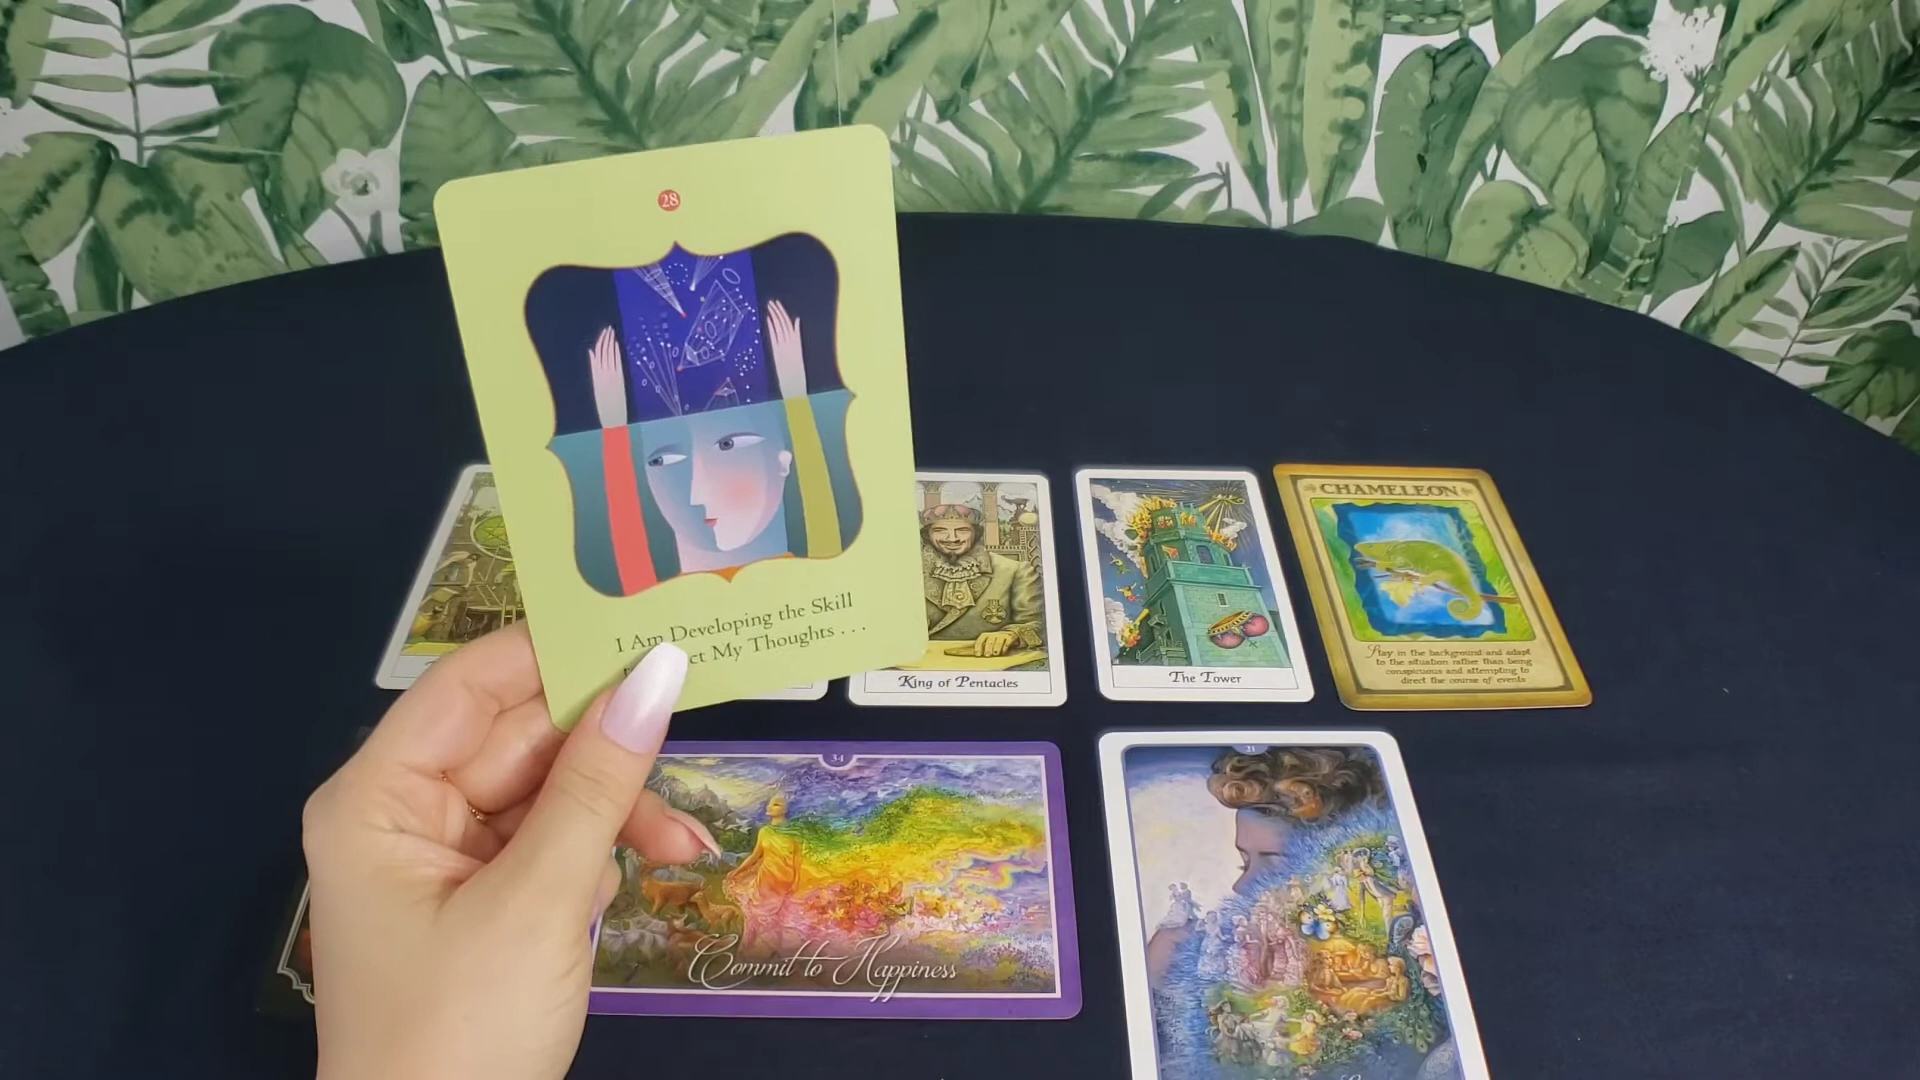 28
I Am Developing the Skill
My Thoughts . . .
King of Pentacles
The Tower
CHAMELEON
Stay in the background and adapt
to the situation rather than being
conspicuous and attempting to
direct the course of events
34
Commit to Happiness
21